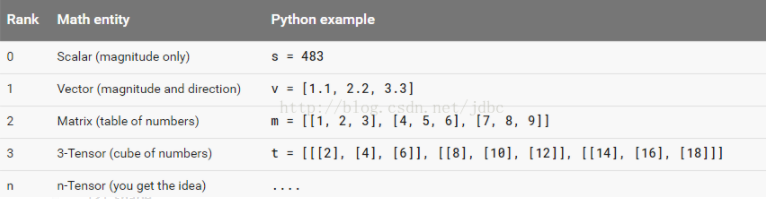 Rank Math entity Python example
0 Scalar (magnitude only) s = 483
1 Vector (magnitude and direction) v = [1.1, 2.2, 3.3]
http://blog.csdn.net/jdbc
2 Matrix (table of numbers) m = [[1, 2, 3], [4, 5, 6], [7, 8, 9]]
3 3-Tensor (cube of numbers) t = [[[2], [4], [6]], [[8], [10], [12]], [[14], [16], [18]]]
n n-Tensor (you get the idea) ....